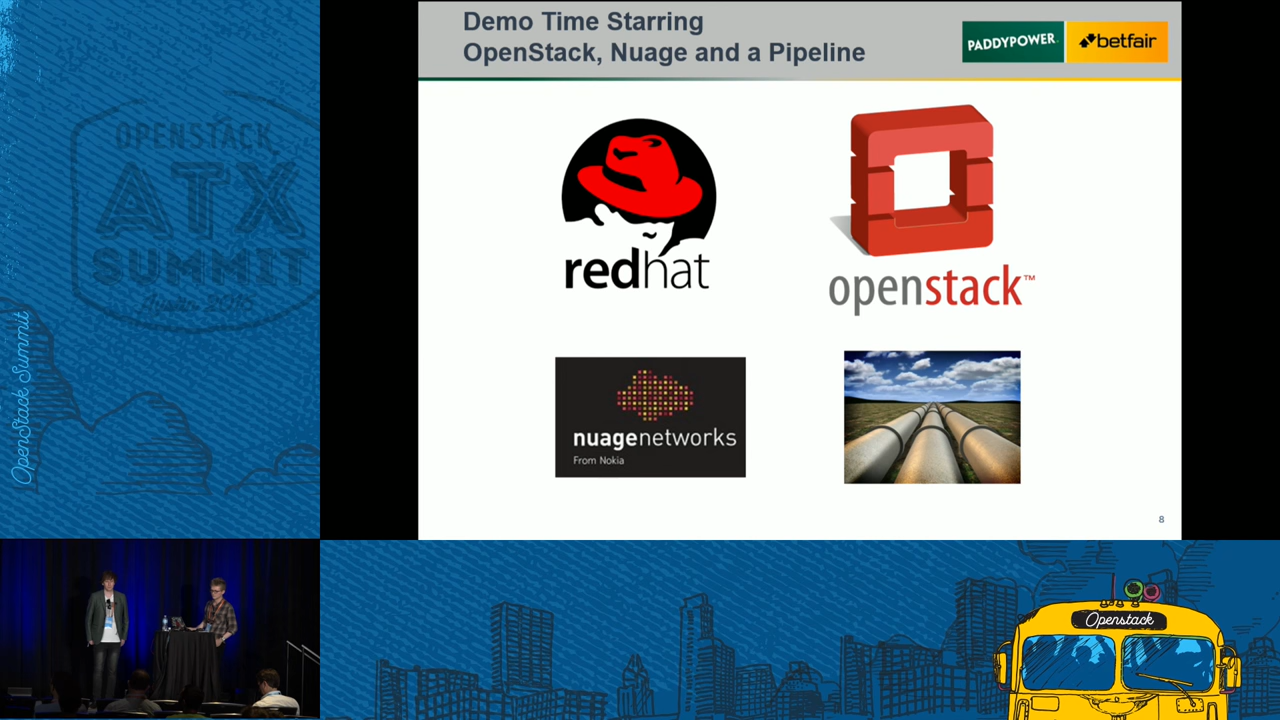 Demo Time Starring
OpenStack, Nuage and a Pipeline
PADDYPOWER.
betfair
redhat
openstack™
nuagenetworks
From Nokia
8
OPENSTACK
ATX
SUMMIT
OpenStack Summit
Openstack